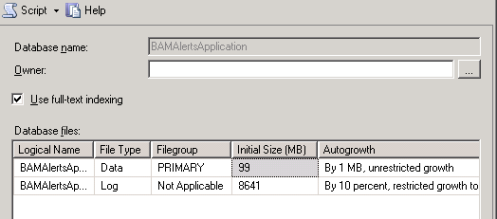 Script Help
Database name: BAMAlertsApplication
Owner: ...
Use full-text indexing
Database files:
Logical Name File Type Filegroup Initial Size (MB) Autogrowth
BAMAlertsAp... Data PRIMARY 99 By 1 MB, unrestricted growth
BAMAlertsAp... Log Not Applicable 8641 By 10 percent, restricted growth to